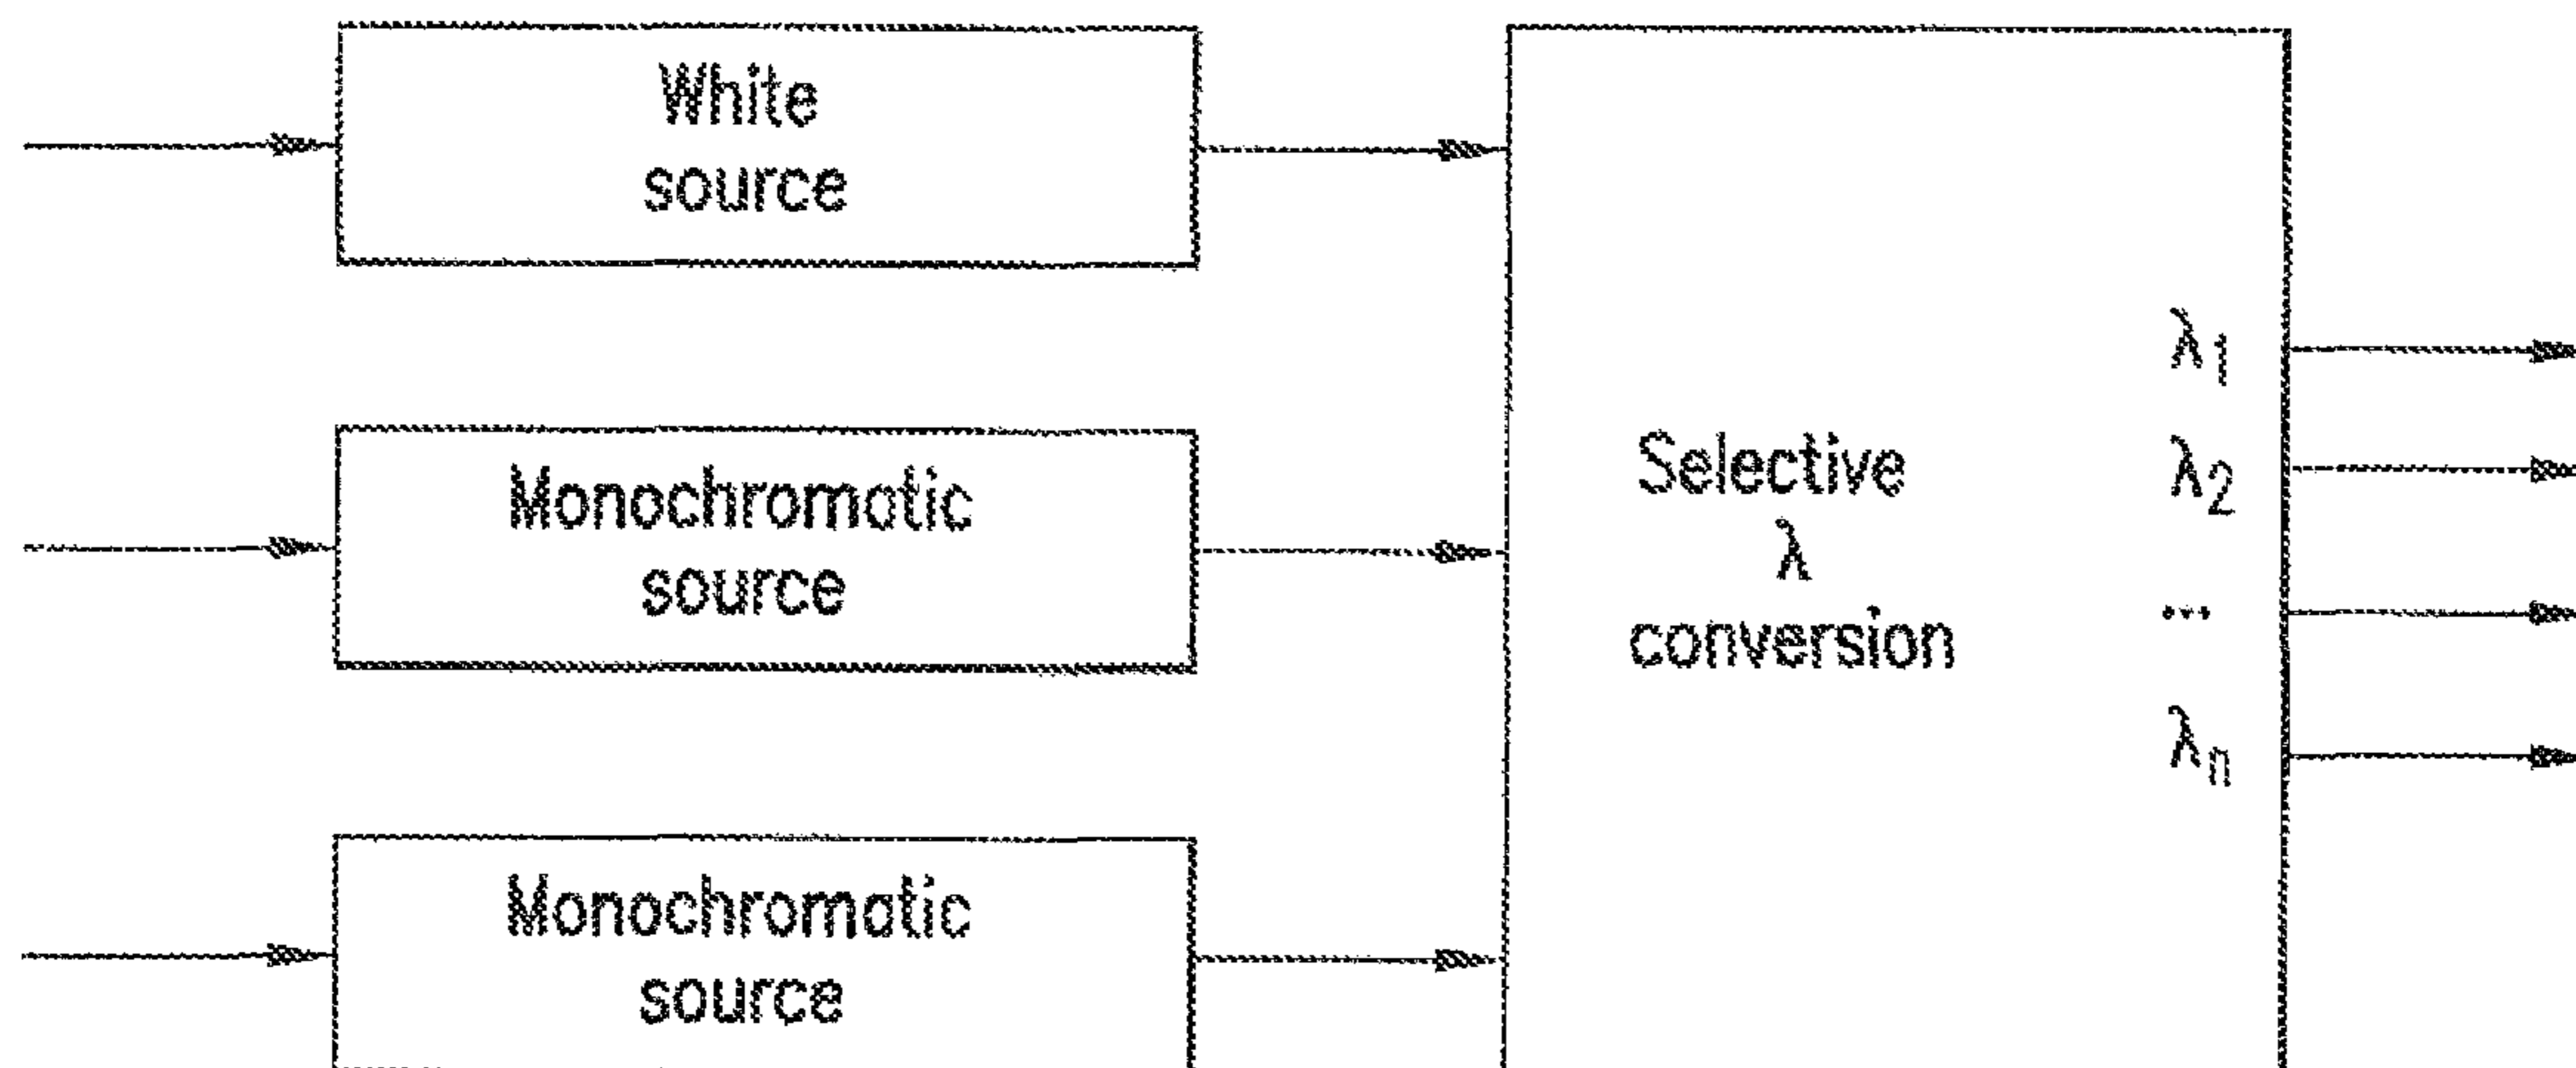 White
source
Monochromatic
source
Monochromatic
source
Selective
λ
conversion
λ1
λ2
...
λn